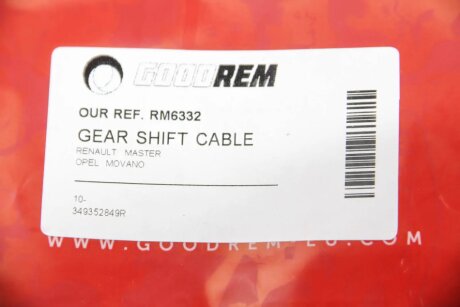 GOODREM
OUR REF. RM6332
GEAR SHIFT CABLE
RENAULT MASTER
OPEL MOVANO
10-
349352849R
WWW.GOODREM-EU.COM